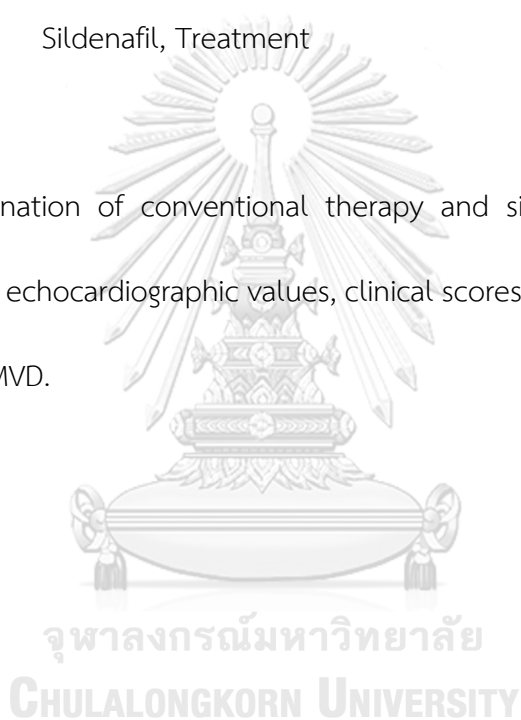 Sildenafil, Treatment
nation of conventional therapy and si
echocardiographic values, clinical scores
MVD.
จุฬาลงกรณ์มหาวิทยาลัย
CHULALONGKORN UNIVERSITY